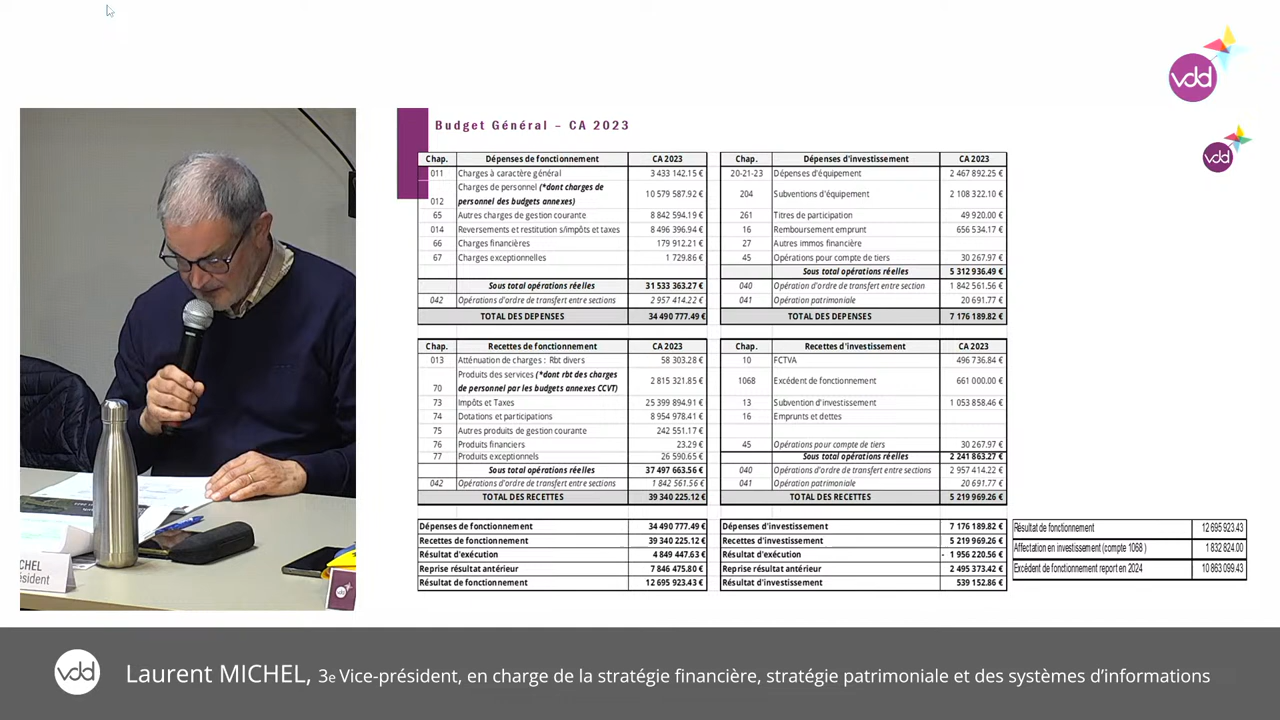 vdd
vdd
Budget Général – CA 2023
Chap. Dépenses de fonctionnement CA 2023
011 Charges à caractère général 3 433 142.15 €
Charges de personnel (*dont charges de
012 personnel des budgets annexes) 10 579 587.92 €
65 Autres charges de gestion courante 8 842 594.19 €
014 Reversements et restitution s/impôts et taxes 8 496 396.94 €
66 Charges financières 179 912.21 €
67 Charges exceptionnelles 1 729.86 €
Sous total opérations réelles 31 533 363.27 €
042 Opérations d'ordre de transfert entre sections 2 957 414.22 €
TOTAL DES DEPENSES 34 490 777.49 €
Chap. Dépenses d'investissement CA 2023
20-21-23 Dépenses d'équipement 2 467 892.25 €
204 Subventions d'équipement 2 108 322.10 €
261 Titres de participation 49 920.00 €
16 Remboursement emprunt 656 534.17 €
27 Autres immos financière
45 Opérations pour compte de tiers 30 267.97 €
Sous total opérations réelles 5 312 936.49 €
040 Opération d'ordre de transfert entre section 1 842 561.56 €
041 Opération patrimoniale 20 691.77 €
TOTAL DES DEPENSES 7 176 189.82 €
Chap. Recettes de fonctionnement CA 2023
013 Atténuation de charges : Rbt divers 58 303.28 €
Produits des services (*dont rbt des charges
70 de personnel par les budgets annexes CCVT) 2 815 321.85 €
73 Impôts et Taxes 25 399 894.91 €
74 Dotations et participations 8 954 978.41 €
75 Autres produits de gestion courante 242 551.17 €
76 Produits financiers 23.29 €
77 Produits exceptionnels 26 590.65 €
Sous total opérations réelles 37 497 663.56 €
042 Opérations d'ordre de transfert entre sections 1 842 561.56 €
TOTAL DES RECETTES 39 340 225.12 €
Chap. Recettes d'investissement CA 2023
10 FCTVA 496 736.84 €
1068 Excédent de fonctionnement 661 000.00 €
13 Subvention d'investissement 1 053 858.46 €
16 Emprunts et dettes
45 Opérations pour compte de tiers 30 267.97 €
Sous total opérations réelles 2 241 863.27 €
040 Opérations d'ordre de transfert entre sections 2 957 414.22 €
041 Opération patrimoniale 20 691.77 €
TOTAL DES RECETTES 5 219 969.26 €
Dépenses de fonctionnement 34 490 777.49 €
Recettes de fonctionnement 39 340 225.12 €
Résultat d'exécution 4 849 447.63 €
Reprise résultat antérieur 7 846 475.80 €
Résultat de fonctionnement 12 695 923.43 €
Dépenses d'investissement 7 176 189.82 €
Recettes d'investissement 5 219 969.26 €
Résultat d'exécution - 1 956 220.56 €
Reprise résultat antérieur 2 495 373.42 €
Résultat d'investissement 539 152.86 €
Résultat de fonctionnement 12 695 923.43
Affectation en investissement (compte 1068 ) 1 832 824.00
Excédent de fonctionnement report en 2024 10 863 099.43
CHEL
ésident
vdd
vdd
Laurent MICHEL, 3e Vice-président, en charge de la stratégie financière, stratégie patrimoniale et des systèmes d’informations